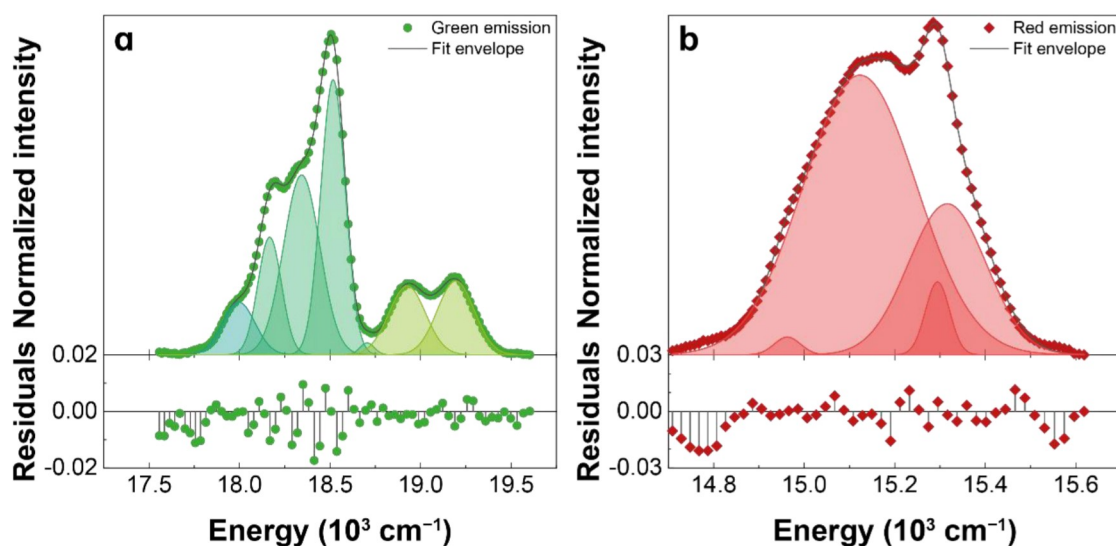 a
Green emission
Fit envelope
Normalized intensity
Residuals
0.02
0.00
-0.02
17.5 18.0 18.5 19.0 19.5
Energy (10³ cm⁻¹)
b
Red emission
Fit envelope
Normalized intensity
Residuals
0.03
0.00
-0.03
14.8 15.0 15.2 15.4 15.6
Energy (10³ cm⁻¹)